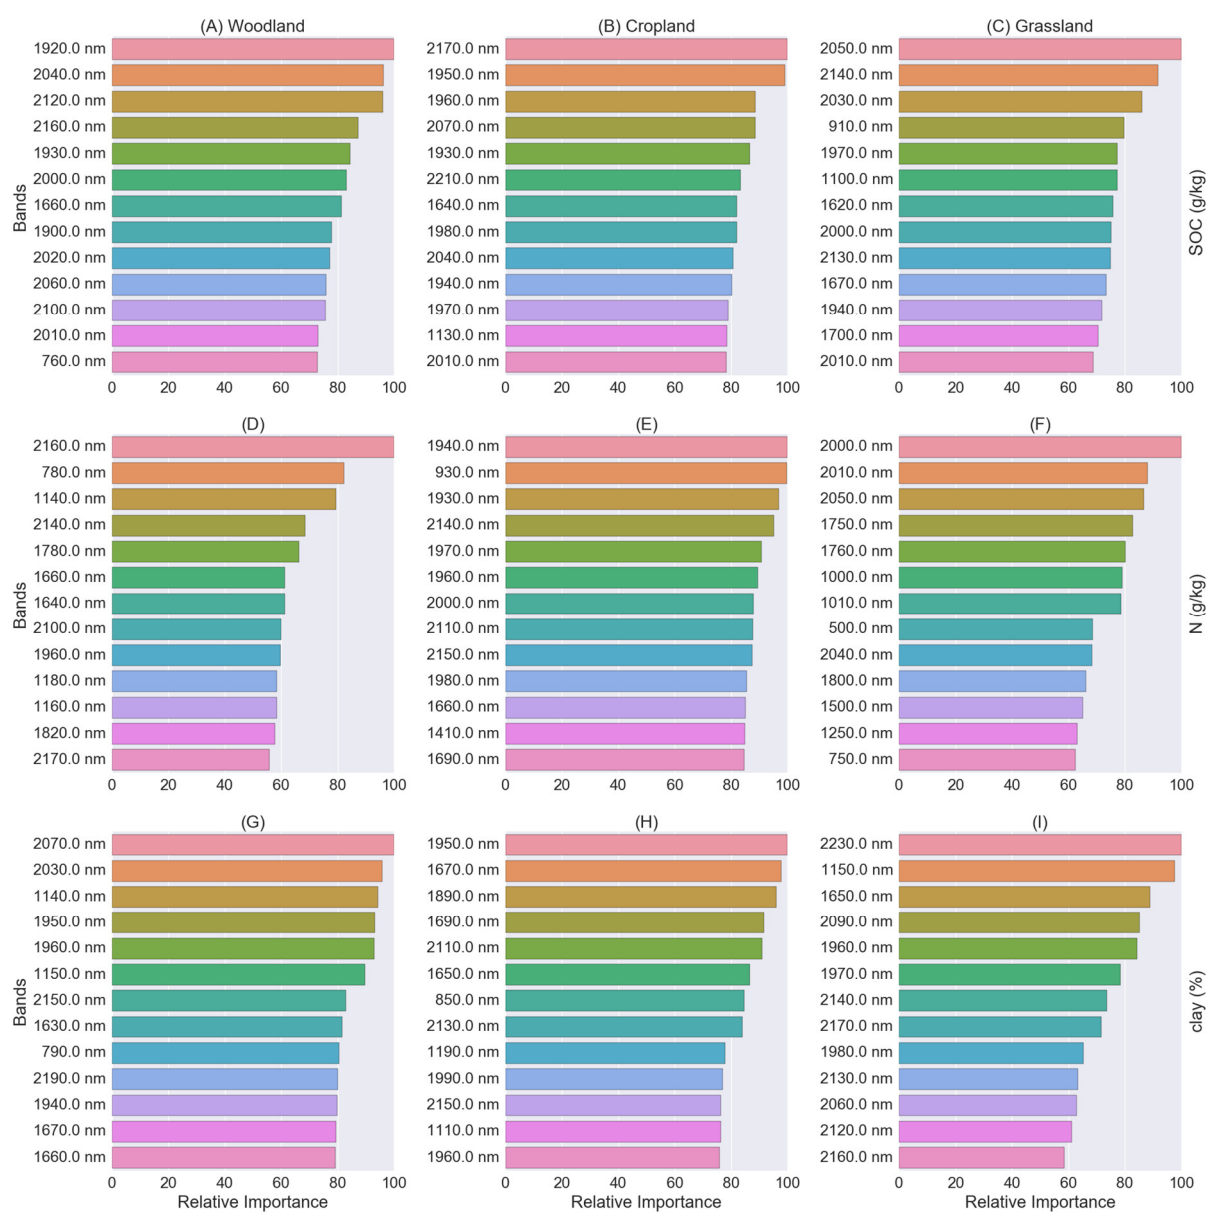 (A) Woodland
1920.0 nm
2040.0 nm
2120.0 nm
2160.0 nm
1930.0 nm
2000.0 nm
1660.0 nm
1900.0 nm
2020.0 nm
2060.0 nm
2100.0 nm
2010.0 nm
760.0 nm
Bands
0 20 40 60 80 100
(B) Cropland
2170.0 nm
1950.0 nm
1960.0 nm
2070.0 nm
1930.0 nm
2210.0 nm
1640.0 nm
1980.0 nm
2040.0 nm
1940.0 nm
1970.0 nm
1130.0 nm
2010.0 nm
0 20 40 60 80 100
(C) Grassland
2050.0 nm
2140.0 nm
2030.0 nm
910.0 nm
1970.0 nm
1100.0 nm
1620.0 nm
2000.0 nm
2130.0 nm
1670.0 nm
1940.0 nm
1700.0 nm
2010.0 nm
0 20 40 60 80 100
SOC (g/kg)
(D)
2160.0 nm
780.0 nm
1140.0 nm
2140.0 nm
1780.0 nm
1660.0 nm
1640.0 nm
2100.0 nm
1960.0 nm
1180.0 nm
1160.0 nm
1820.0 nm
2170.0 nm
Bands
0 20 40 60 80 100
(E)
1940.0 nm
930.0 nm
1930.0 nm
2140.0 nm
1970.0 nm
1960.0 nm
2000.0 nm
2110.0 nm
2150.0 nm
1980.0 nm
1660.0 nm
1410.0 nm
1690.0 nm
0 20 40 60 80 100
(F)
2000.0 nm
2010.0 nm
2050.0 nm
1750.0 nm
1760.0 nm
1000.0 nm
1010.0 nm
500.0 nm
2040.0 nm
1800.0 nm
1500.0 nm
1250.0 nm
750.0 nm
0 20 40 60 80 100
N (g/kg)
(G)
2070.0 nm
2030.0 nm
1140.0 nm
1950.0 nm
1960.0 nm
1150.0 nm
2150.0 nm
1630.0 nm
790.0 nm
2190.0 nm
1940.0 nm
1670.0 nm
1660.0 nm
Bands
0 20 40 60 80 100
Relative Importance
(H)
1950.0 nm
1670.0 nm
1890.0 nm
1690.0 nm
2110.0 nm
1650.0 nm
850.0 nm
2130.0 nm
1190.0 nm
1990.0 nm
2150.0 nm
1110.0 nm
1960.0 nm
0 20 40 60 80 100
Relative Importance
(I)
2230.0 nm
1150.0 nm
1650.0 nm
2090.0 nm
1960.0 nm
1970.0 nm
2140.0 nm
2170.0 nm
1980.0 nm
2130.0 nm
2060.0 nm
2120.0 nm
2160.0 nm
0 20 40 60 80 100
Relative Importance
clay (%)